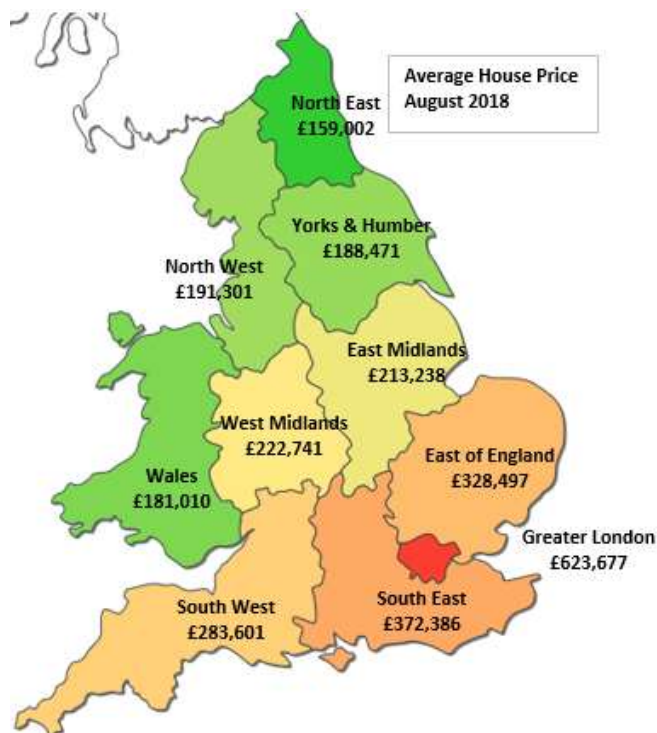 Average House Price
August 2018
North East
£159,002
Yorks & Humber
£188,471
North West
£191,301
East Midlands
£213,238
West Midlands
£222,741
East of England
£328,497
Wales
£181,010
Greater London
£623,677
South West
£283,601
South East
£372,386